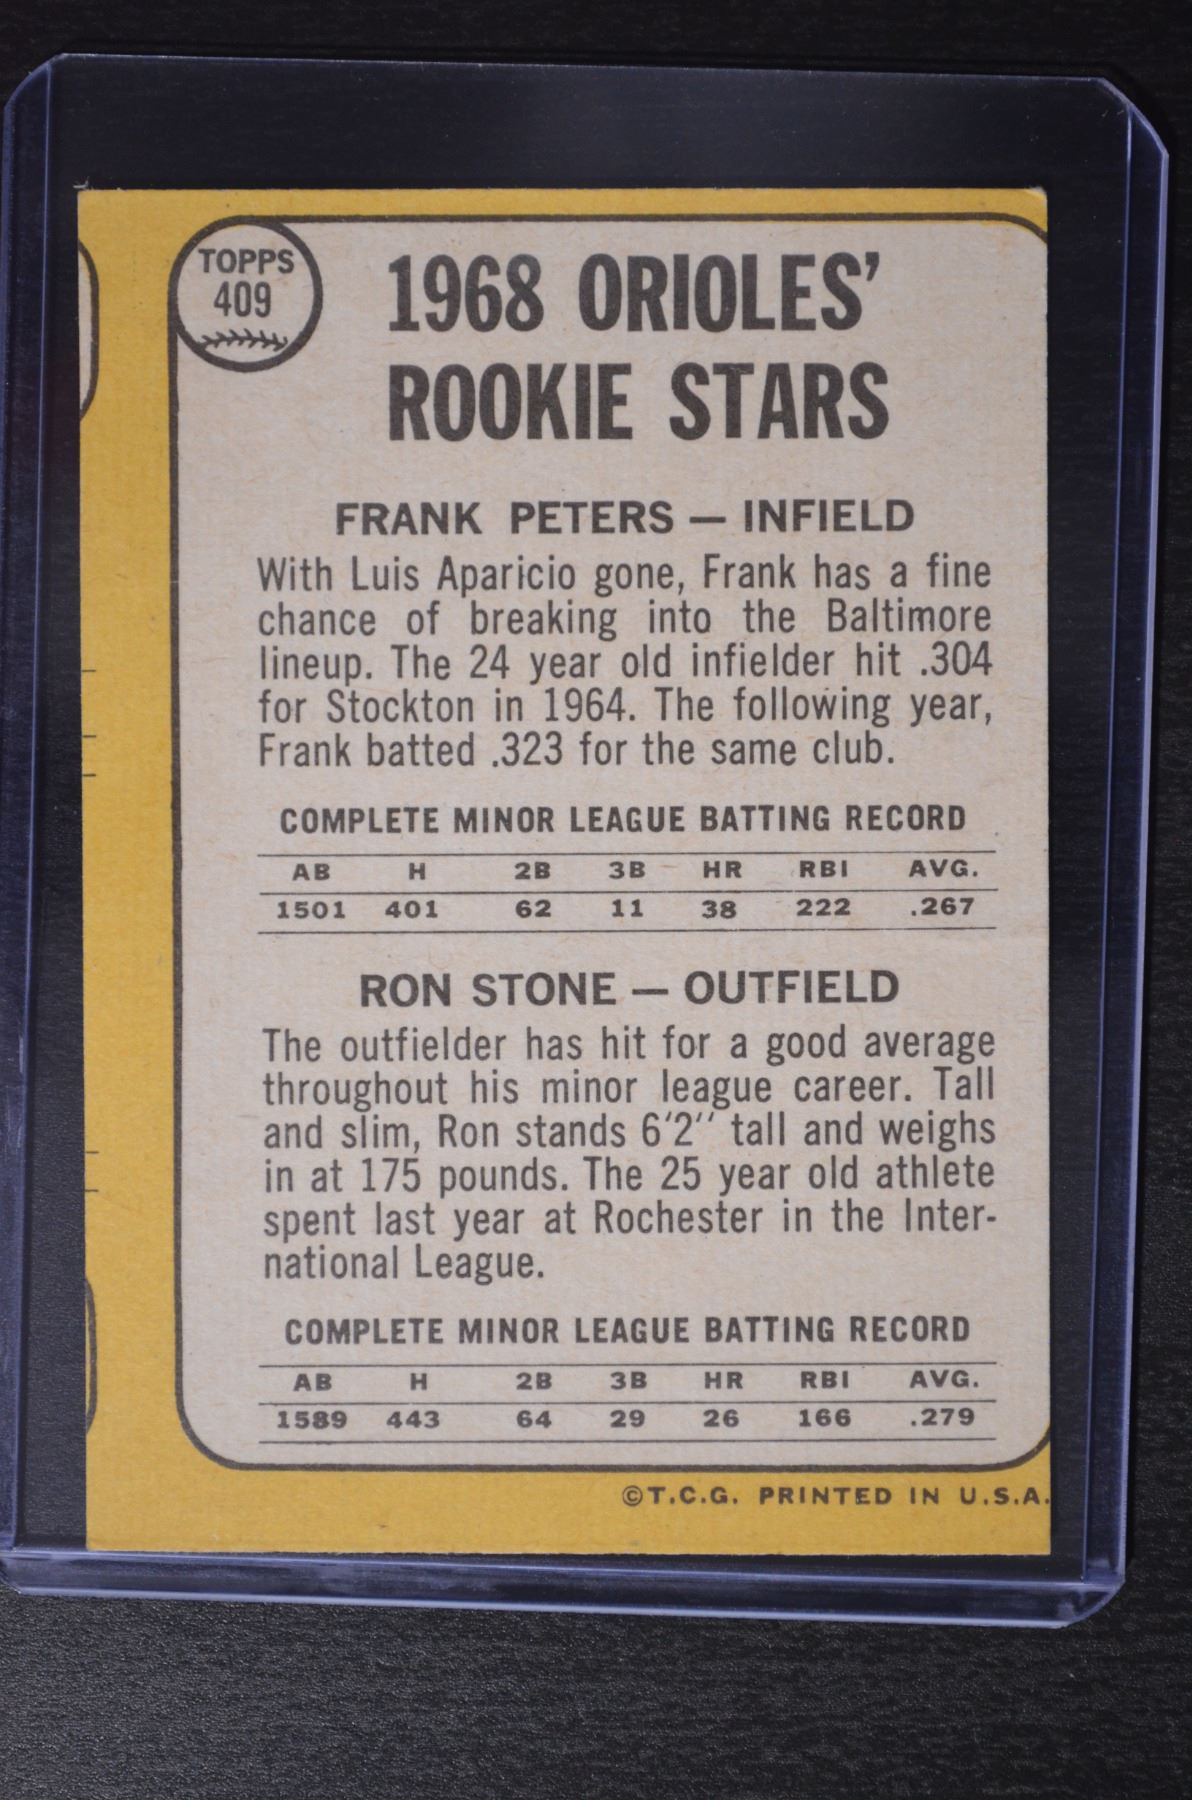 TOPPS
409
1968 ORIOLES'
ROOKIE STARS
FRANK PETERS — INFIELD
With Luis Aparicio gone, Frank has a fine
chance of breaking into the Baltimore
lineup. The 24 year old infielder hit .304
for Stockton in 1964. The following year,
Frank batted .323 for the same club.
COMPLETE MINOR LEAGUE BATTING RECORD
AB H 2B 3B HR RBI AVG.
1501 401 62 11 38 222 .267
RON STONE — OUTFIELD
The outfielder has hit for a good average
throughout his minor league career. Tall
and slim, Ron stands 6'2'' tall and weighs
in at 175 pounds. The 25 year old athlete
spent last year at Rochester in the Inter-
national League.
COMPLETE MINOR LEAGUE BATTING RECORD
AB H 2B 3B HR RBI AVG.
1589 443 64 29 26 166 .279
©T.C.G. PRINTED IN U.S.A.